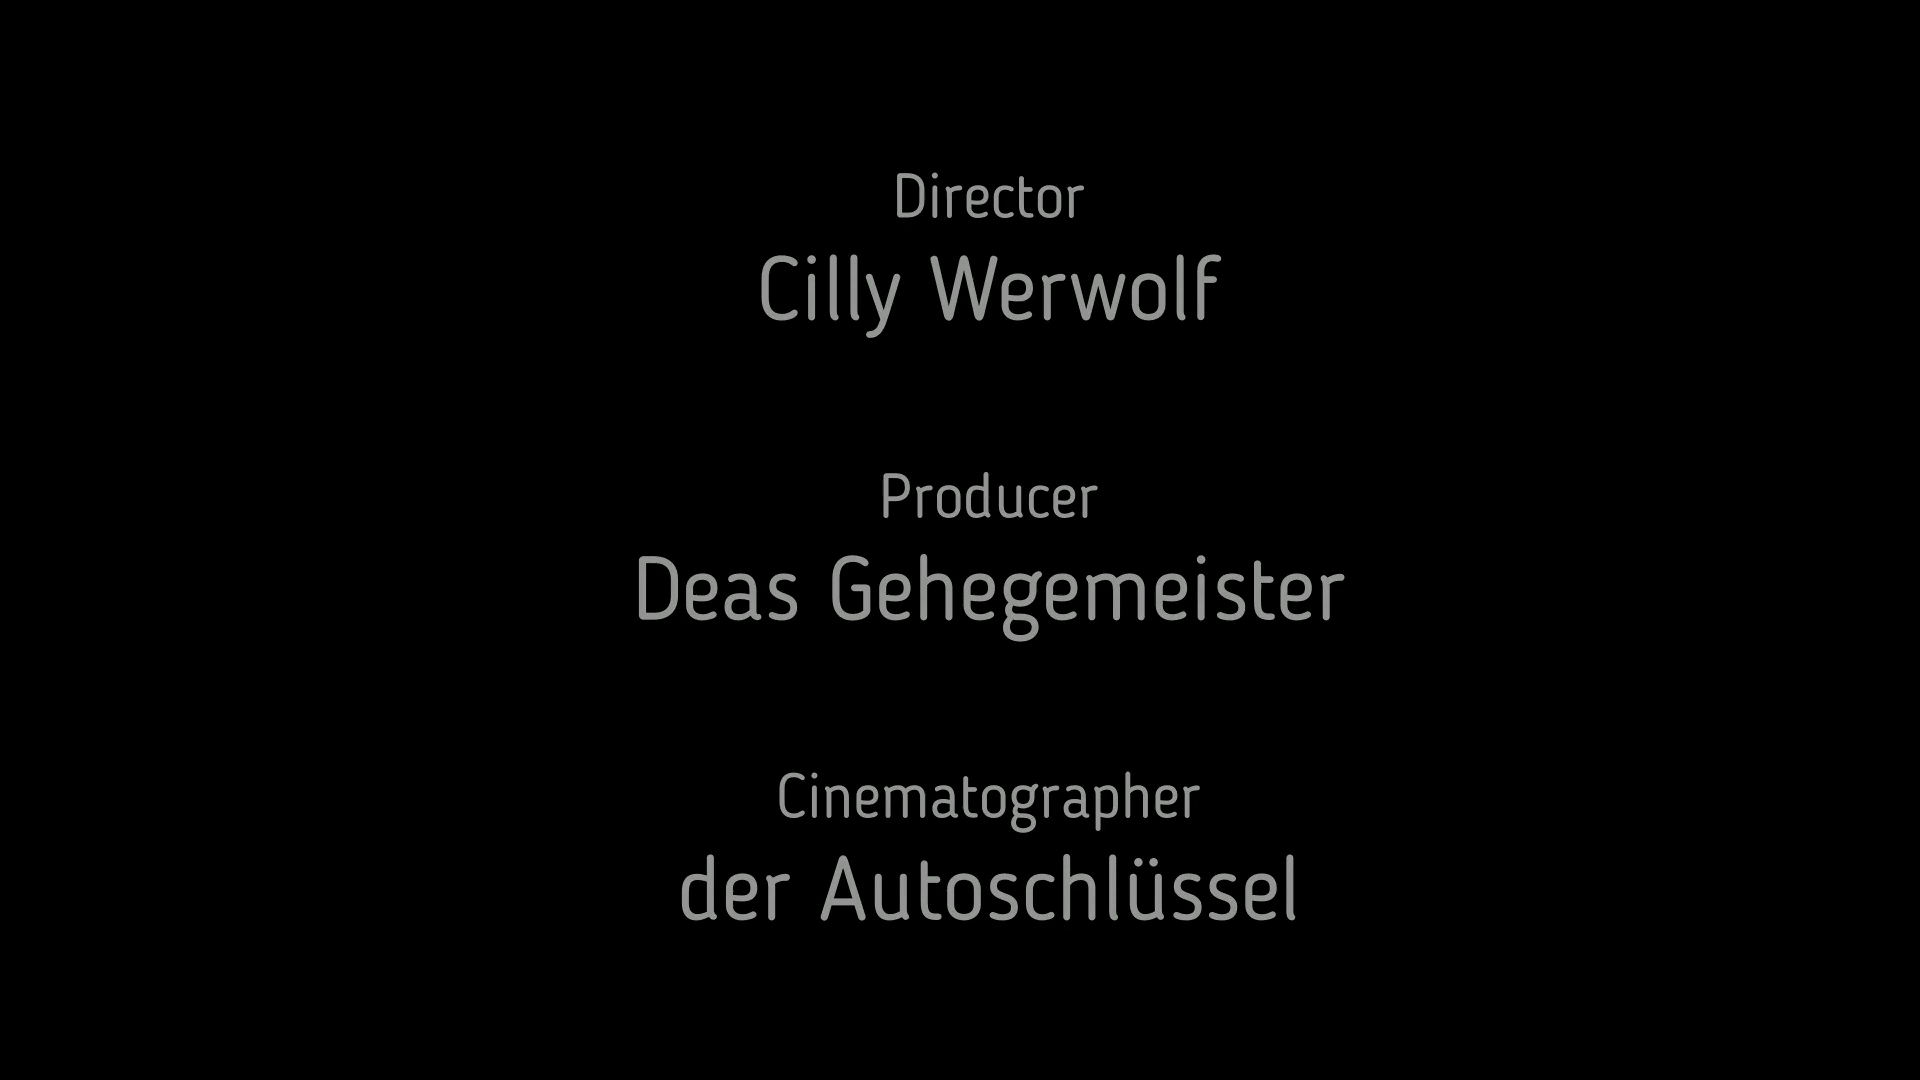 Director
Cilly Werwolf
Producer
Deas Gehegemeister
Cinematographer
der Autoschlüssel